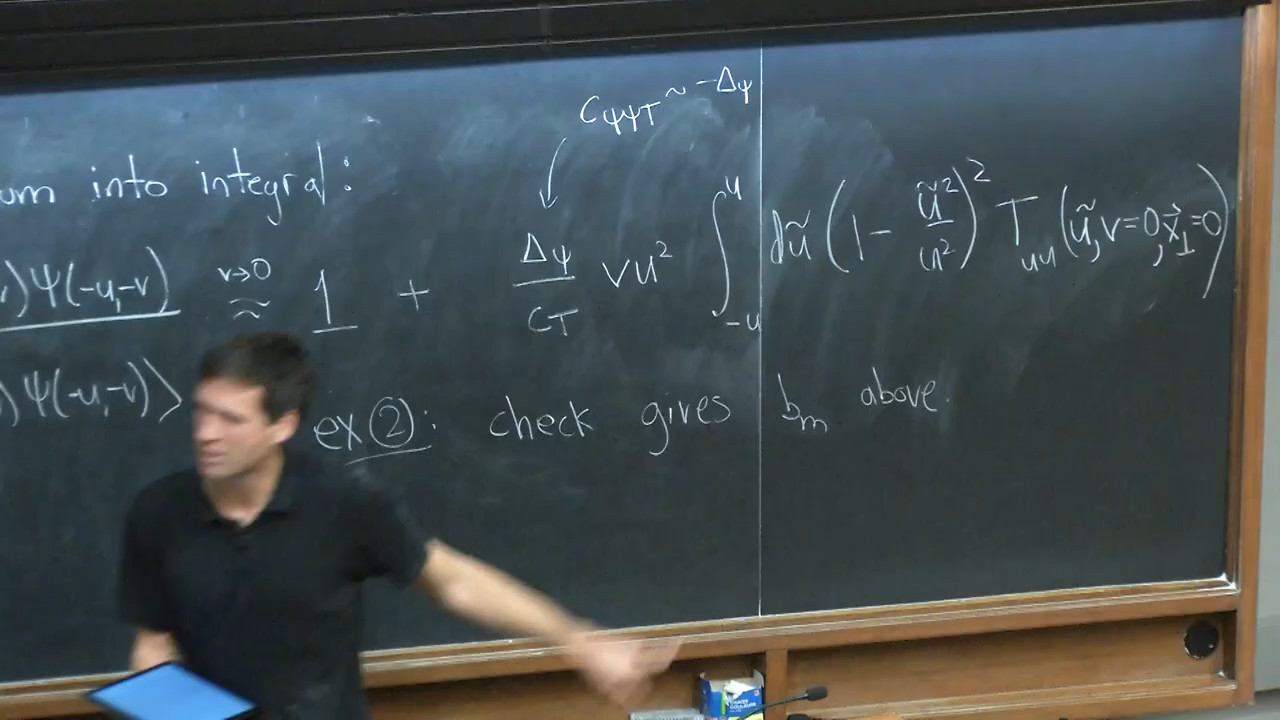 C_{ψψT} ~ -Δ_ψ
um into integral:
)ψ(-u,-v) ≈^{v→0} 1 + Δ_ψ/C_T vu² ∫_{-u}^{u} dũ (1 - ũ²/u²)² T_{uu}(ũ, v=0, x⃗_⊥=0)
)ψ(-u,-v)⟩
ex ②: check gives b_m above.